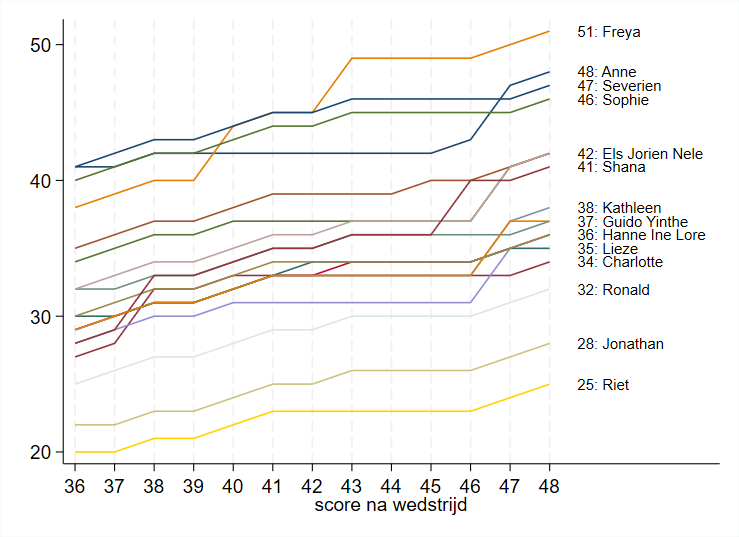 50
40
30
20
51: Freya
48: Anne
47: Severien
46: Sophie
42: Els Jorien Nele
41: Shana
38: Kathleen
37: Guido Yinthe
36: Hanne Ine Lore
35: Lieze
34: Charlotte
32: Ronald
28: Jonathan
25: Riet
36 37 38 39 40 41 42 43 44 45 46 47 48
score na wedstrijd